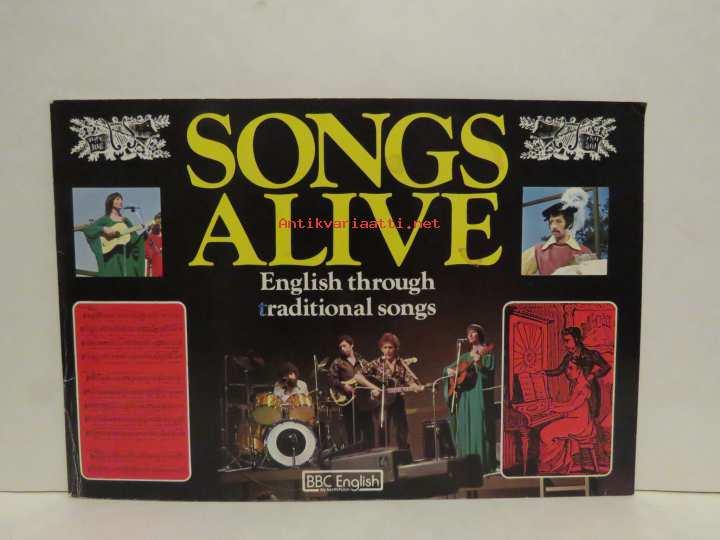 SONGS
ALIVE
Antikvariaatti.net
English through
traditional songs
BBC English